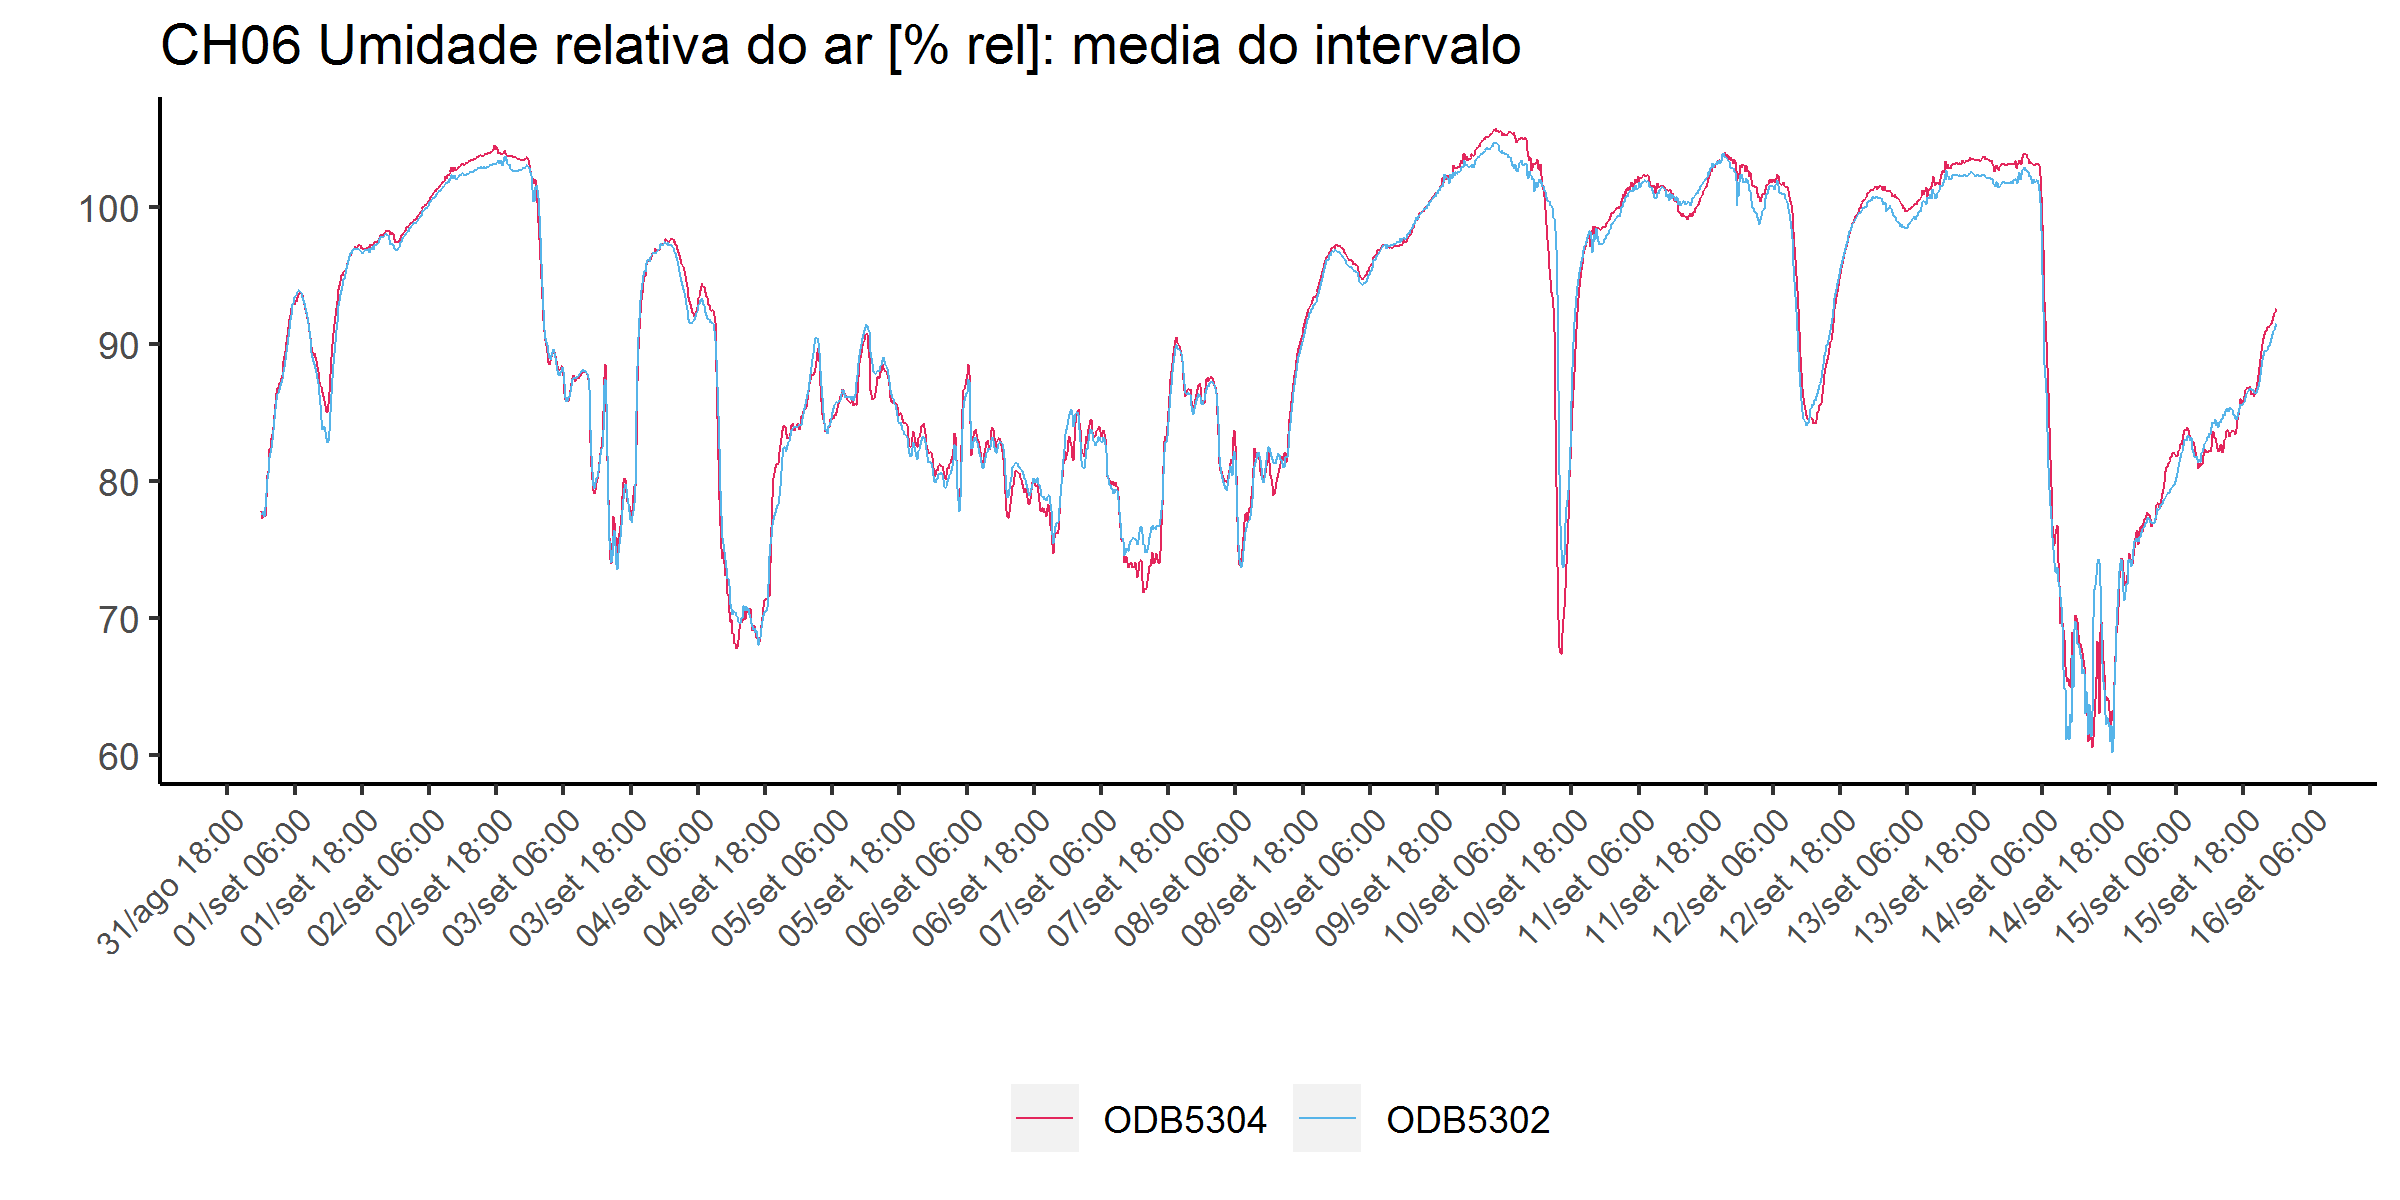 CH06 Umidade relativa do ar [% rel]: media do intervalo
100
90
80
70
60
31/ago 18:00
01/set 06:00
01/set 18:00
02/set 06:00
02/set 18:00
03/set 06:00
03/set 18:00
04/set 06:00
04/set 18:00
05/set 06:00
05/set 18:00
06/set 06:00
06/set 18:00
07/set 06:00
07/set 18:00
08/set 06:00
08/set 18:00
09/set 06:00
09/set 18:00
10/set 06:00
10/set 18:00
11/set 06:00
11/set 18:00
12/set 06:00
12/set 18:00
13/set 06:00
13/set 18:00
14/set 06:00
14/set 18:00
15/set 06:00
15/set 18:00
16/set 06:00
ODB5304
ODB5302